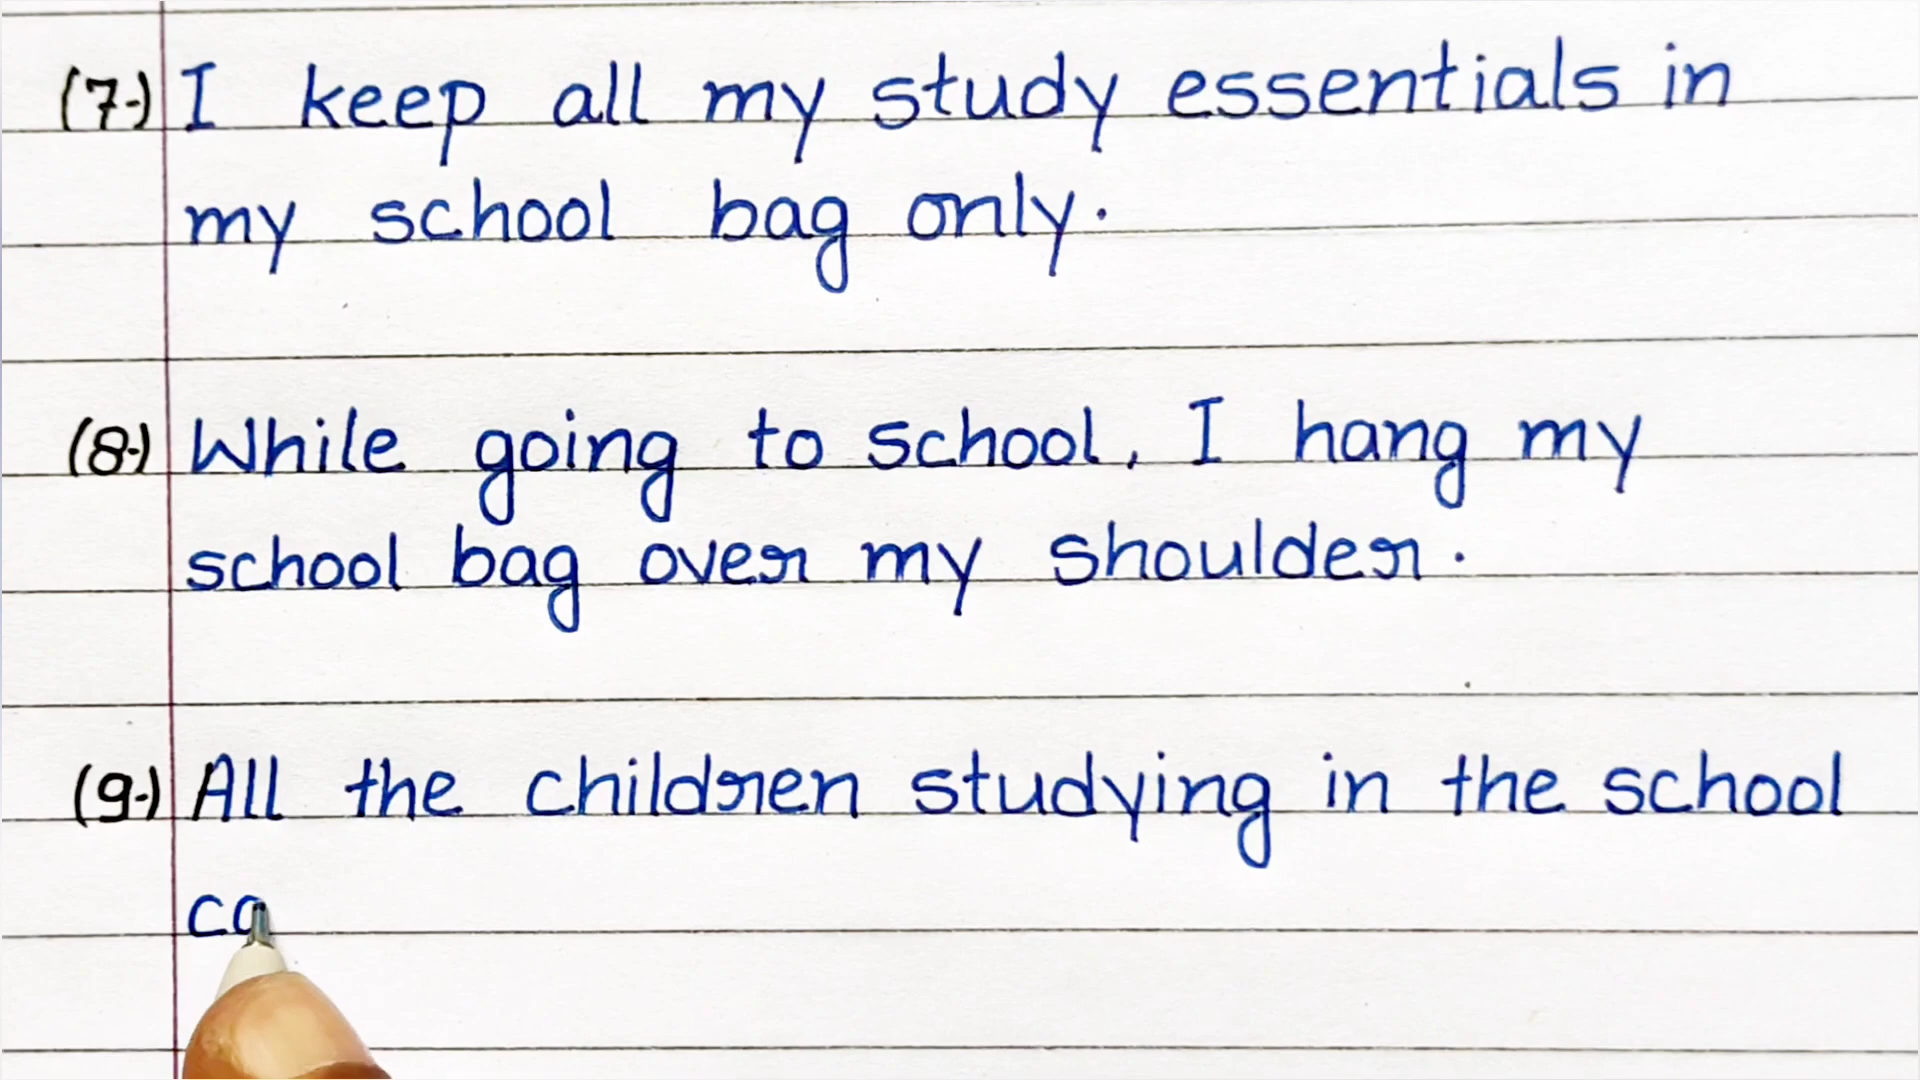 (7.) I keep all my study essentials in
my school bag only.
(8.) While going to school, I hang my
school bag over my shoulder.
(9.) All the children studying in the school